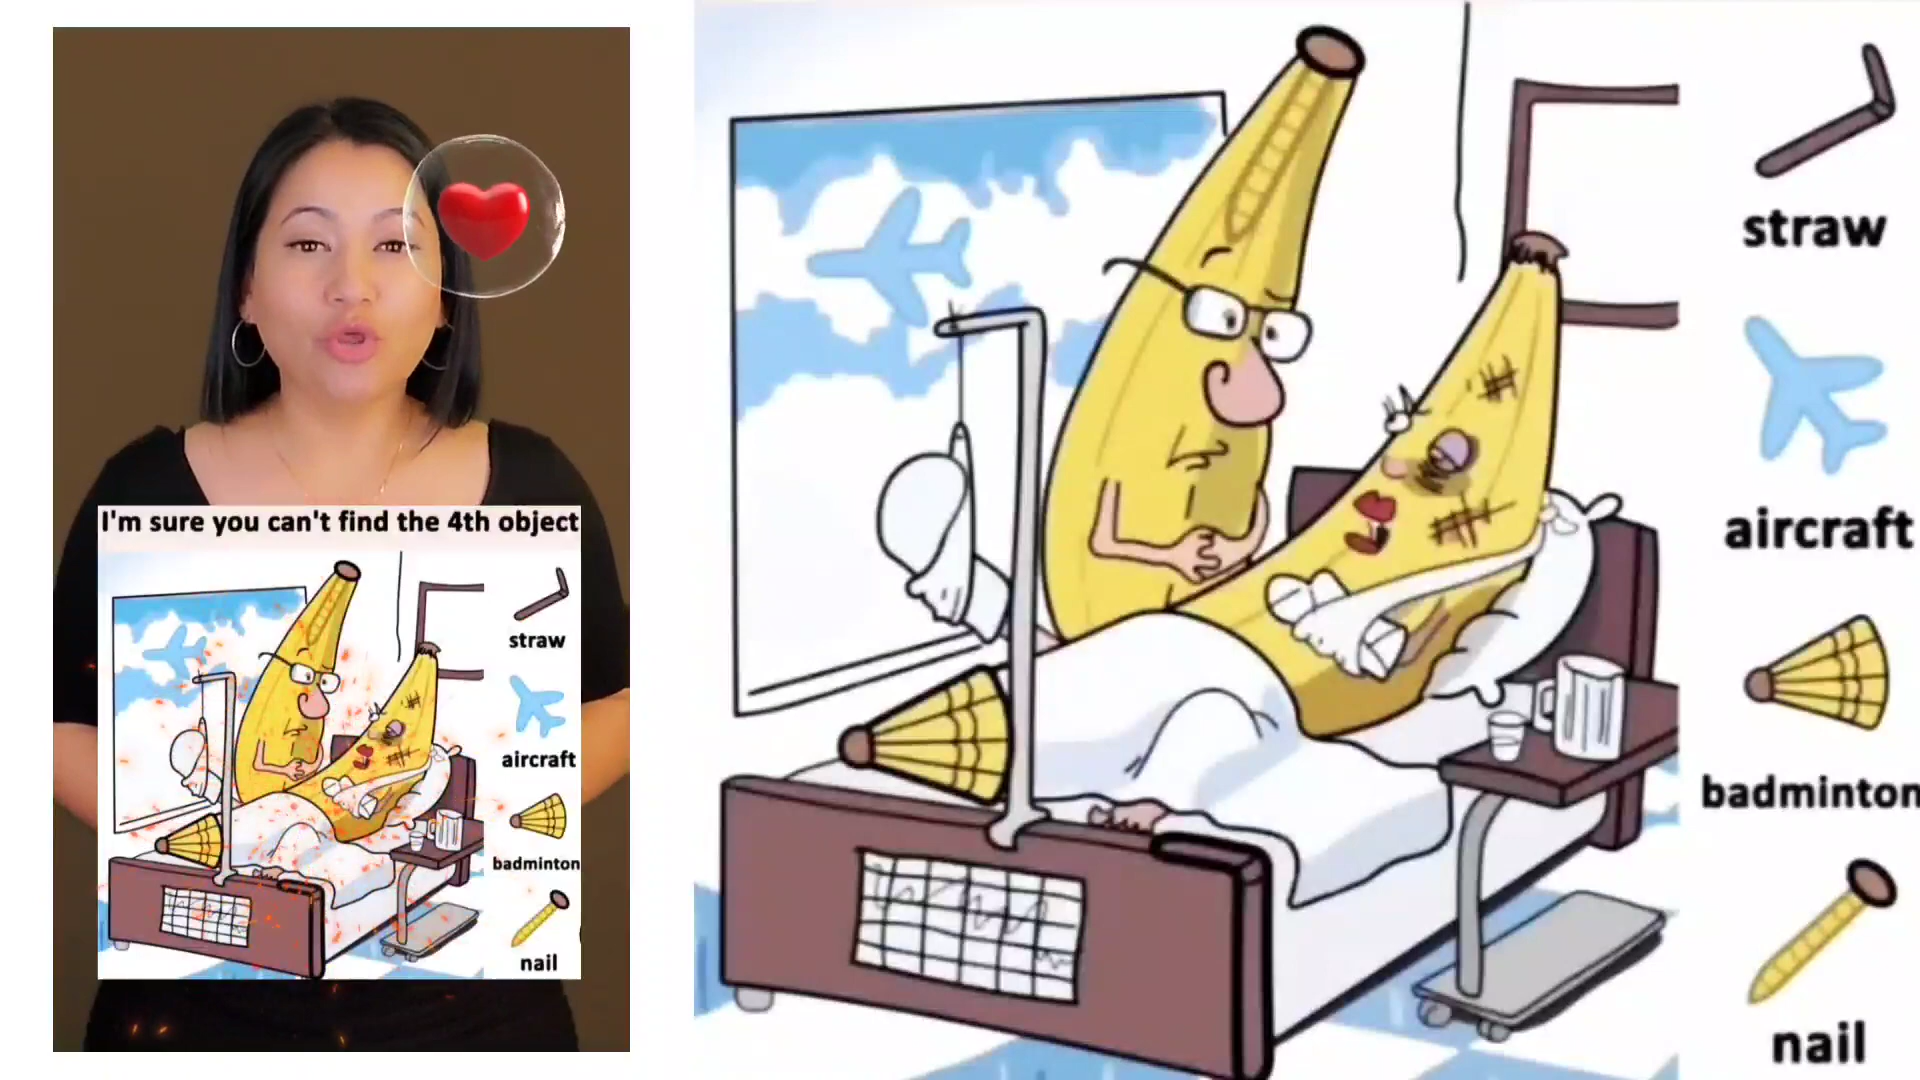 I'm sure you can't find the 4th object
straw
aircraft
badminton
nail
straw
aircraft
badminton
nail